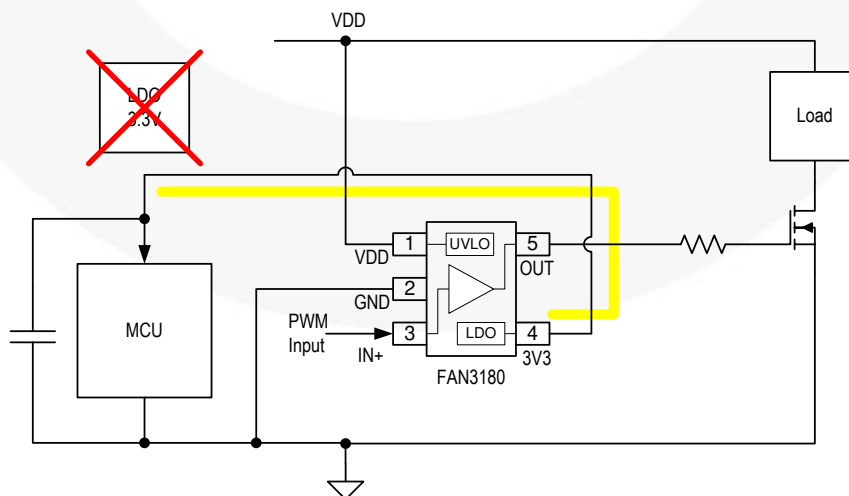 VDD
LDO
3.3V
Load
1
UVLO
5
VDD
OUT
2
GND
MCU
PWM
Input
3
IN+
LDO
4
3V3
FAN3180